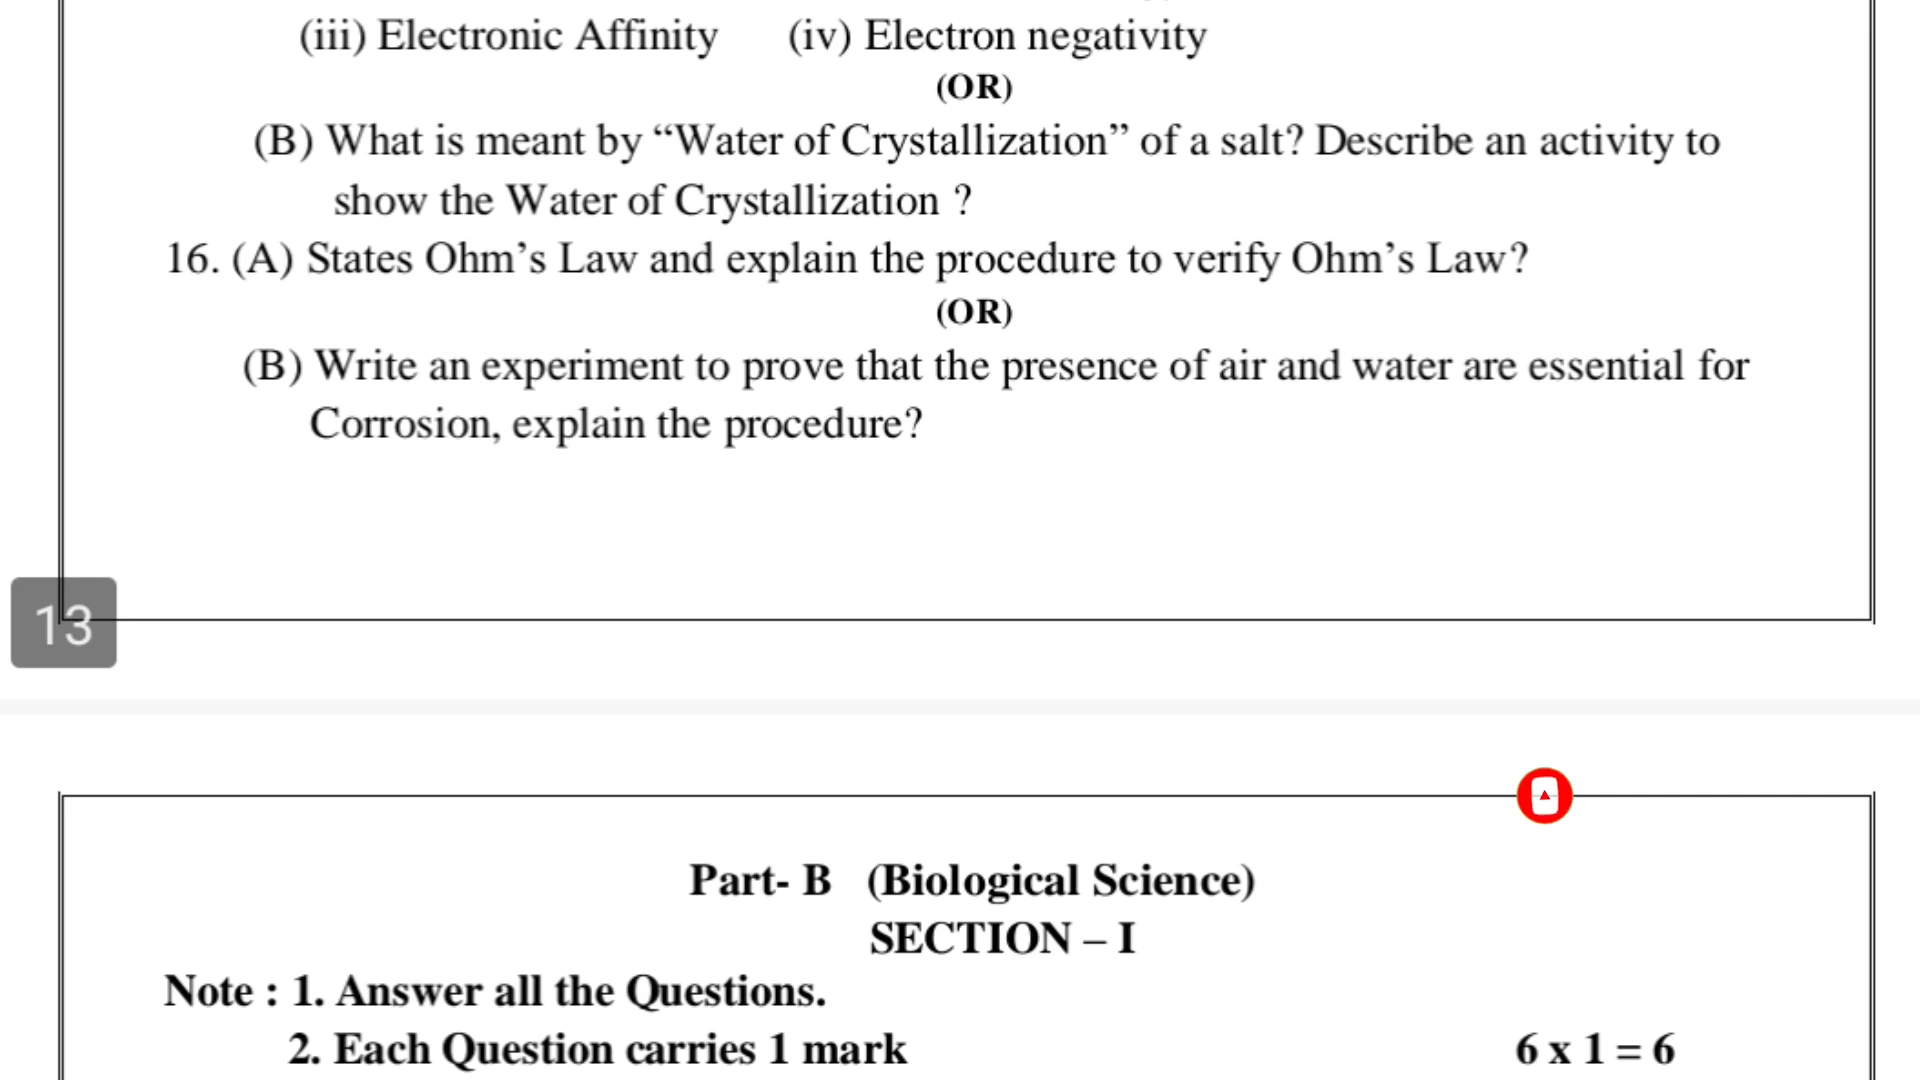 (iii) Electronic Affinity (iv) Electron negativity
(OR)
(B) What is meant by “Water of Crystallization” of a salt? Describe an activity to
show the Water of Crystallization ?
16. (A) States Ohm’s Law and explain the procedure to verify Ohm’s Law?
(OR)
(B) Write an experiment to prove that the presence of air and water are essential for
Corrosion, explain the procedure?
13
Part- B (Biological Science)
SECTION – I
Note : 1. Answer all the Questions.
2. Each Question carries 1 mark 6 x 1 = 6